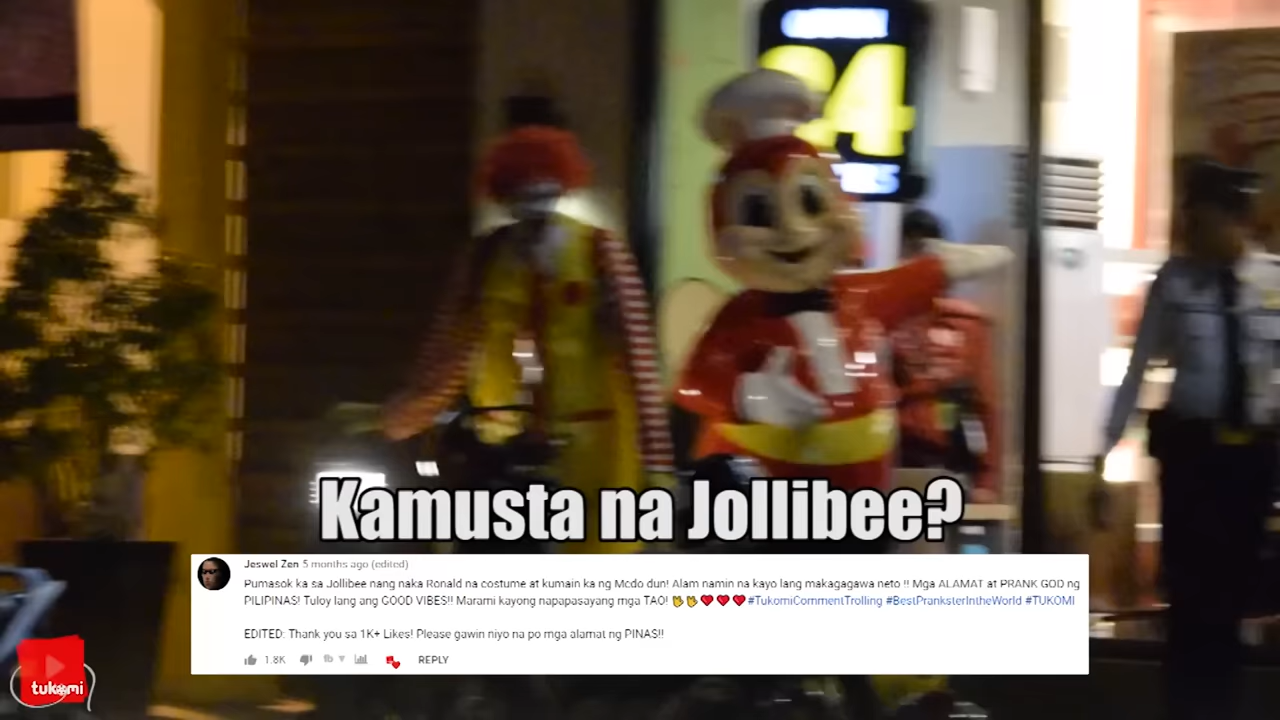 24
Kamusta na Jollibee?
Jeswel Zen 5 months ago (edited)
Pumasok ka sa Jollibee nang naka Ronald na costume at kumain ka ng Mcdo dun! Alam namin na kayo lang makagagawa neto !! Mga ALAMAT at PRANK GOD ng
PILIPINAS! Tuloy lang ang GOOD VIBES!! Marami kayong napapasayang mga TAO! 👏👏❤❤❤#TukomiCommentTrolling #BestPranksterIntheWorld #TUKOMI
EDITED: Thank you sa 1K+ Likes! Please gawin niyo na po mga alamat ng PINAS!!
1.8K REPLY
tukomi